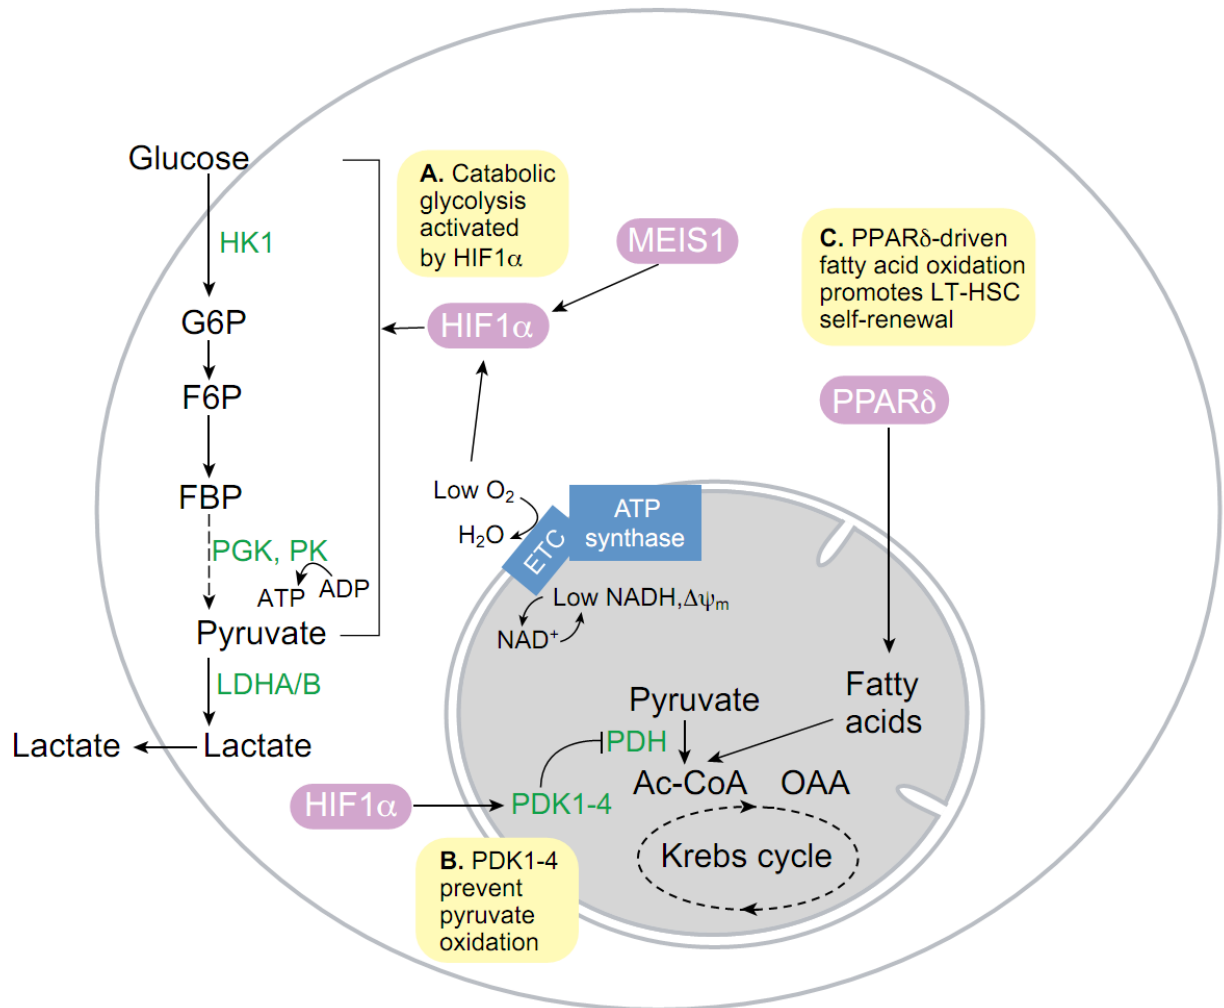 Glucose
HK1
G6P
F6P
FBP
PGK, PK
ATP
ADP
Pyruvate
LDHA/B
Lactate
Lactate
A. Catabolic
glycolysis
activated
by HIF1α
MEIS1
HIF1α
C. PPARδ-driven
fatty acid oxidation
promotes LT-HSC
self-renewal
PPARδ
Low O₂
H₂O
ETC
ATP
synthase
Low NADH,Δψₘ
NAD⁺
Pyruvate
Fatty
acids
PDH
Ac-CoA
OAA
HIF1α
PDK1-4
Krebs cycle
B. PDK1-4
prevent
pyruvate
oxidation